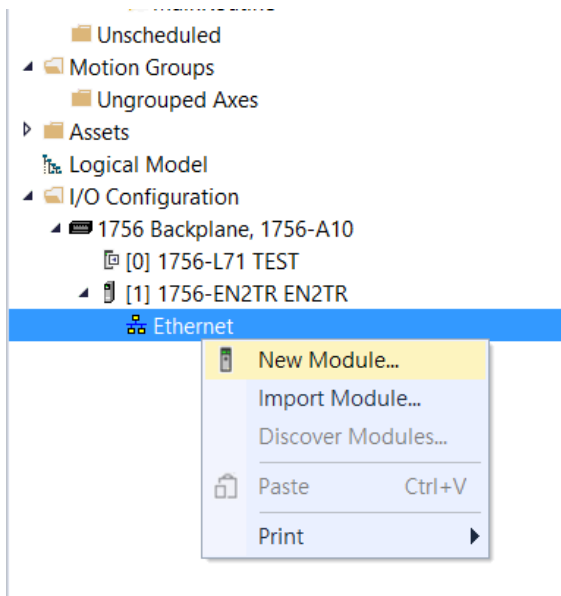 Unscheduled
Motion Groups
Ungrouped Axes
Assets
Logical Model
I/O Configuration
1756 Backplane, 1756-A10
[0] 1756-L71 TEST
[1] 1756-EN2TR EN2TR
Ethernet
New Module...
Import Module...
Discover Modules...
Paste Ctrl+V
Print